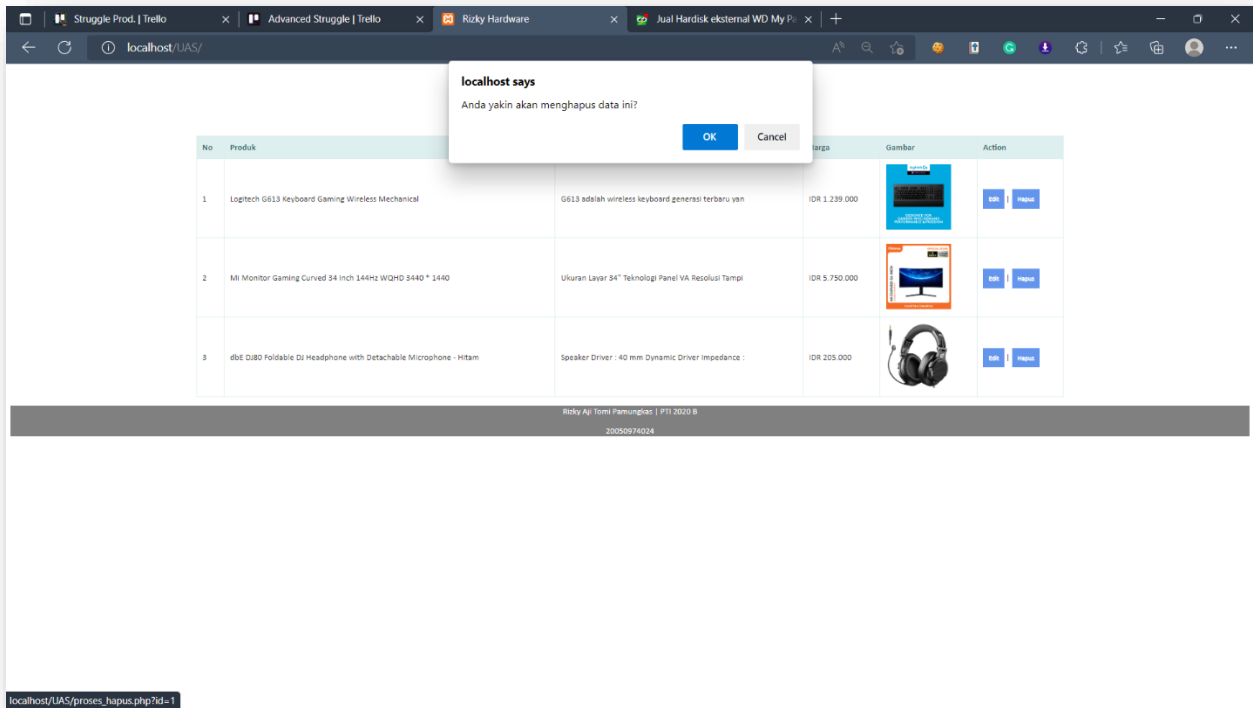 Struggle Prod. | Trello
Advanced Struggle | Trello
Rizky Hardware
Jual Hardisk eksternal WD My Pa
localhost/UAS/
localhost says
Anda yakin akan menghapus data ini?
OK Cancel
No Produk arga Gambar Action
1 Logitech G613 Keyboard Gaming Wireless Mechanical G613 adalah wireless keyboard generasi terbaru yan IDR 1.239.000 Edit | Hapus
2 Mi Monitor Gaming Curved 34 Inch 144Hz WQHD 3440 * 1440 Ukuran Layar 34" Teknologi Panel VA Resolusi Tampi IDR 5.750.000 Edit | Hapus
3 dbE DJ80 Foldable DJ Headphone with Detachable Microphone - Hitam Speaker Driver : 40 mm Dynamic Driver Impedance : IDR 205.000 Edit | Hapus
Rizky Aji Tomi Pamungkas | PTI 2020 B
20050974024
localhost/UAS/proses_hapus.php?id=1